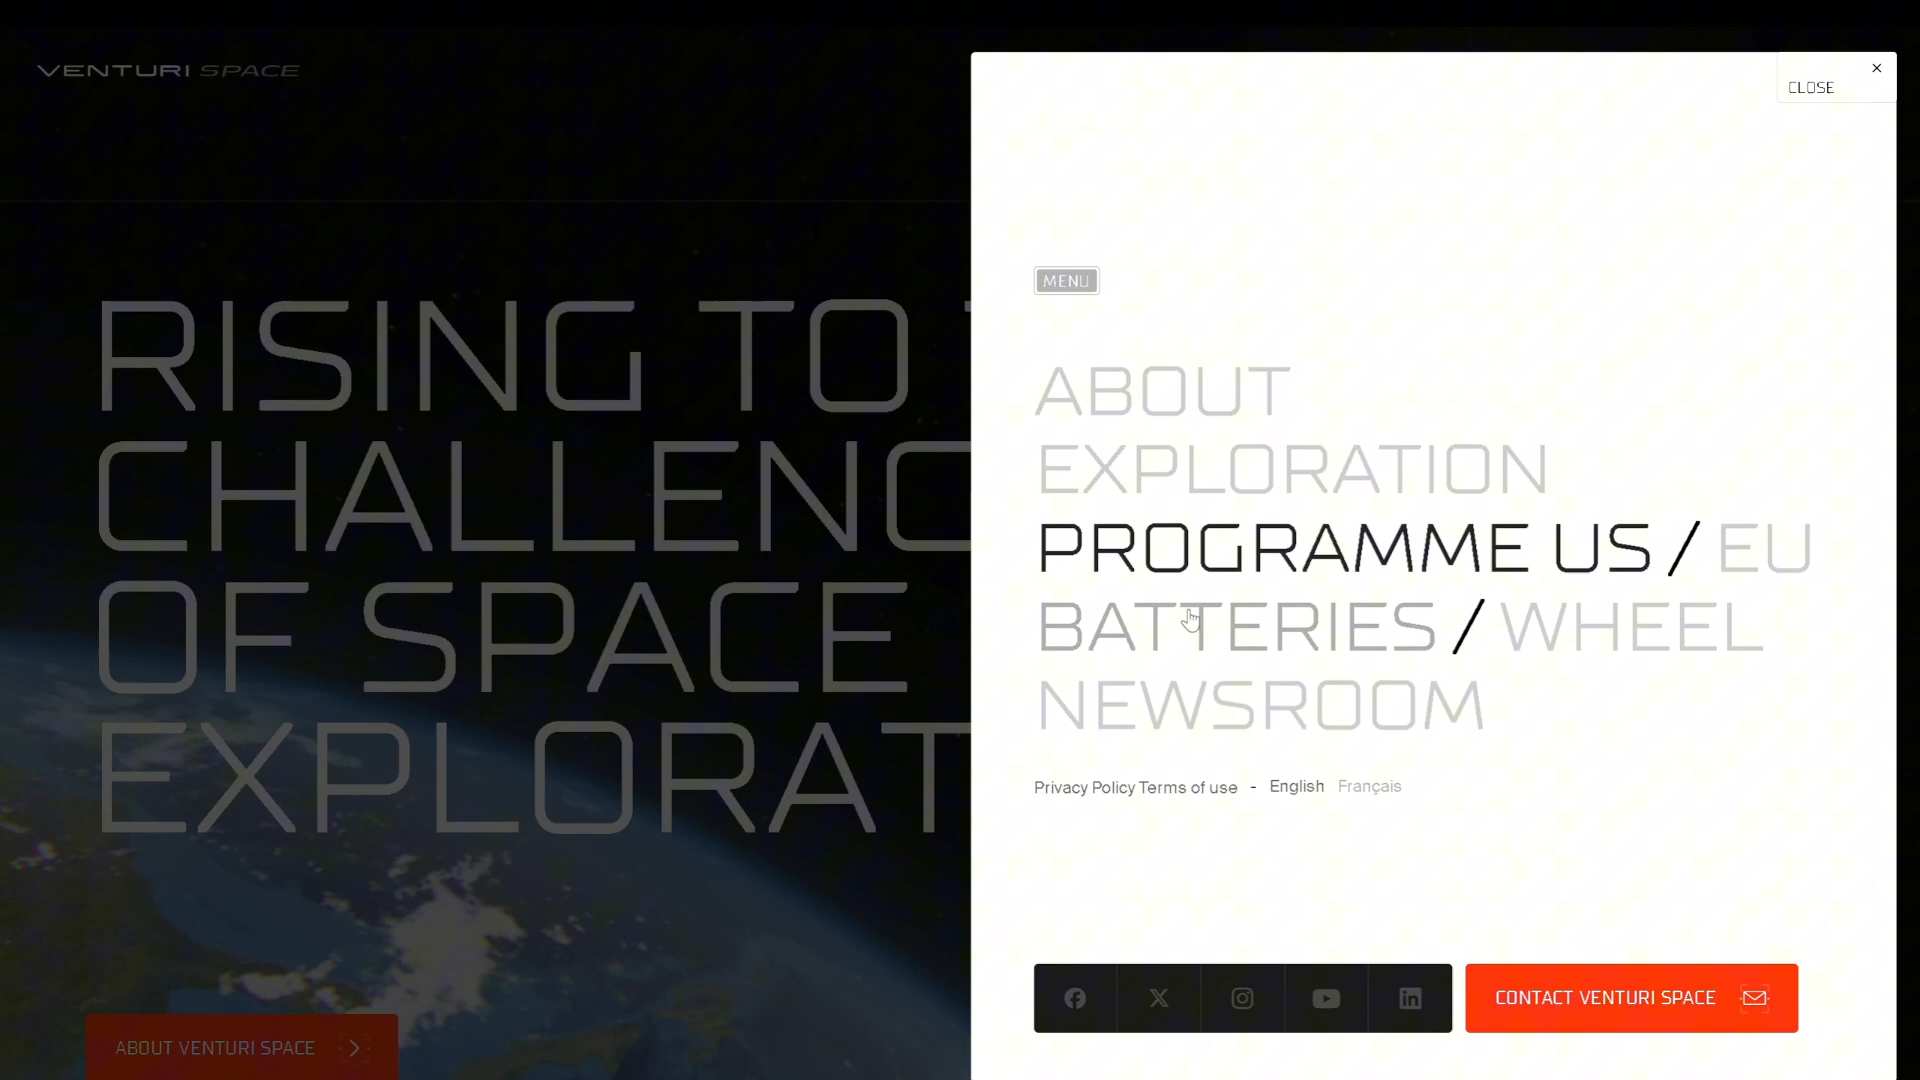 VENTURI SPACE
RISING TO
CHALLENG
OF SPACE
EXPLORAT
ABOUT VENTURI SPACE
CLOSE
MENU
ABOUT
EXPLORATION
PROGRAMME US / EU
BATTERIES / WHEEL
NEWSROOM
Privacy Policy Terms of use - English Français
CONTACT VENTURI SPACE